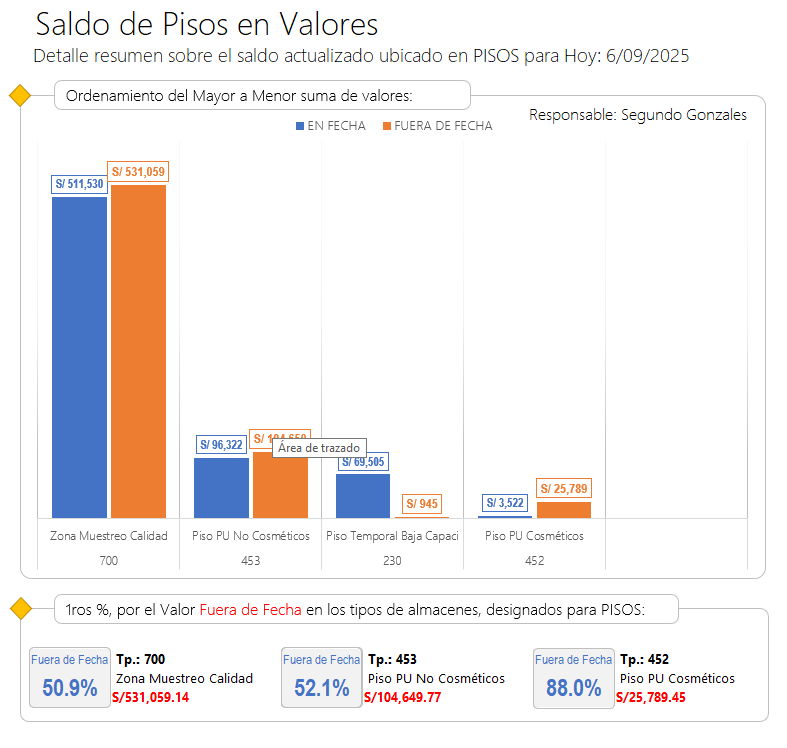 Saldo de Pisos en Valores
Detalle resumen sobre el saldo actualizado ubicado en PISOS para Hoy: 6/09/2025
Ordenamiento del Mayor a Menor suma de valores:
Responsable: Segundo Gonzales
EN FECHA FUERA DE FECHA
S/ 531,059
S/ 511,530
S/ 96,322
S/
Área de trazado
S/ 69,505
S/ 945
S/ 3,522
S/ 25,789
Zona Muestreo Calidad Piso PU No Cosméticos Piso Temporal Baja Capaci Piso PU Cosméticos
700 453 230 452
1ros %, por el Valor Fuera de Fecha en los tipos de almacenes, designados para PISOS:
Fuera de Fecha Tp.: 700
50.9% Zona Muestreo Calidad
S/531,059.14
Fuera de Fecha Tp.: 453
52.1% Piso PU No Cosméticos
S/104,649.77
Fuera de Fecha Tp.: 452
88.0% Piso PU Cosméticos
S/25,789.45